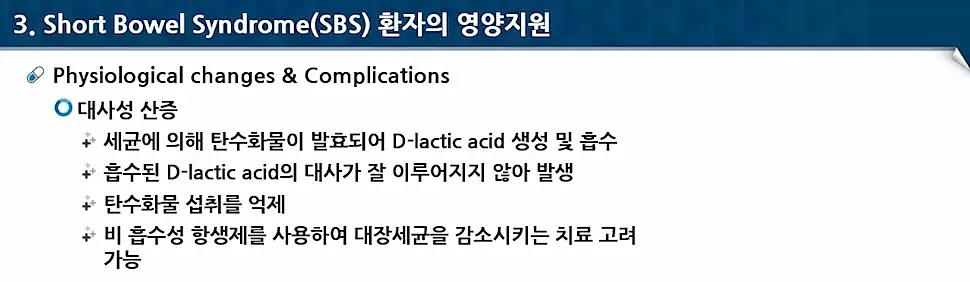 3. Short Bowel Syndrome(SBS) 환자의 영양지원
Physiological changes & Complications
대사성 산증
세균에 의해 탄수화물이 발효되어 D-lactic acid 생성 및 흡수
흡수된 D-lactic acid의 대사가 잘 이루어지지 않아 발생
탄수화물 섭취를 억제
비 흡수성 항생제를 사용하여 대장세균을 감소시키는 치료 고려
가능